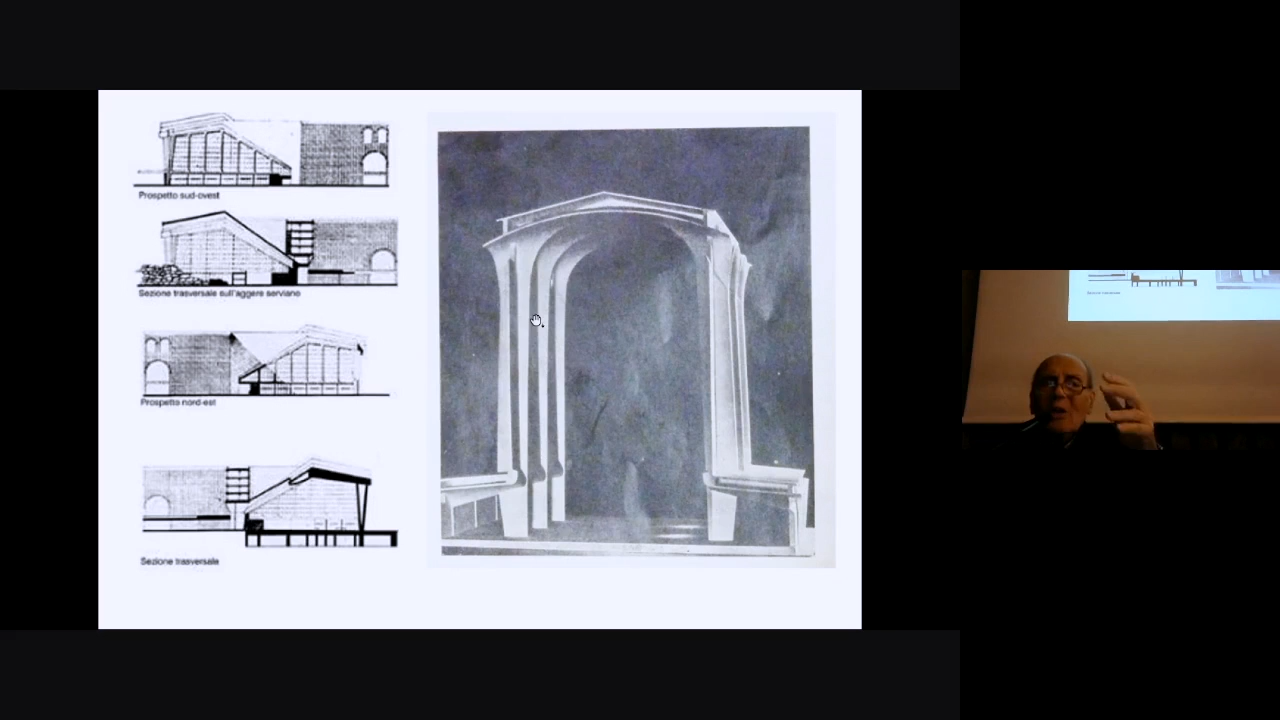 Prospetto sud-ovest
Sezione trasversale sull'aggere serviano
Prospetto nord-est
Sezione trasversale